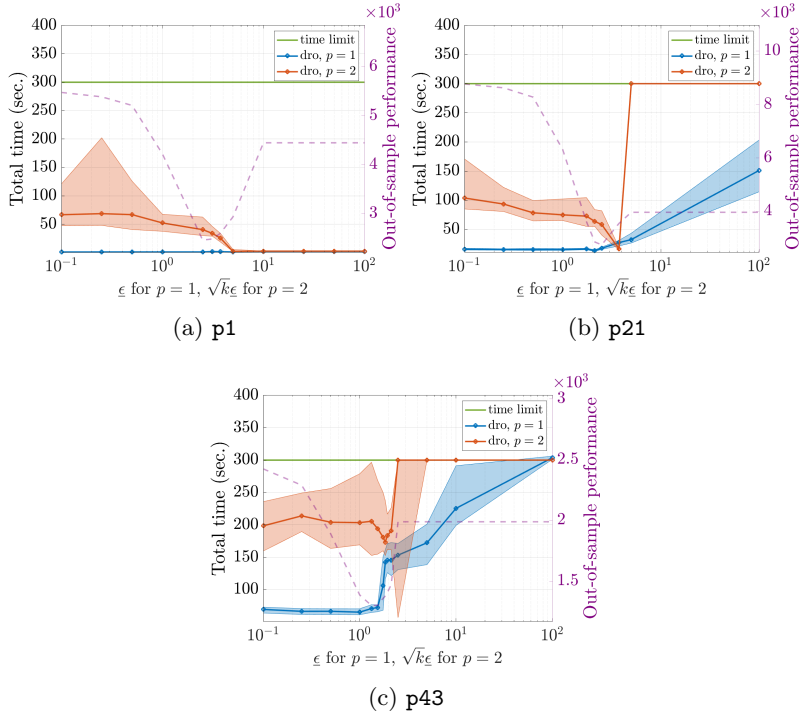 ×10³
400
350
300
250
200
150
100
50
Total time (sec.)
time limit
dro, p = 1
dro, p = 2
6
5
4
3
Out-of-sample performance
10⁻¹ 10⁰ 10¹ 10²
ϵ for p = 1, √kϵ for p = 2
(a) p1
×10³
400
350
300
250
200
150
100
50
Total time (sec.)
time limit
dro, p = 1
dro, p = 2
10
8
6
4
Out-of-sample performance
10⁻¹ 10⁰ 10¹ 10²
ϵ for p = 1, √kϵ for p = 2
(b) p21
×10³
400
350
300
250
200
150
100
Total time (sec.)
time limit
dro, p = 1
dro, p = 2
3
2.5
2
1.5
Out-of-sample performance
10⁻¹ 10⁰ 10¹ 10²
ϵ for p = 1, √kϵ for p = 2
(c) p43